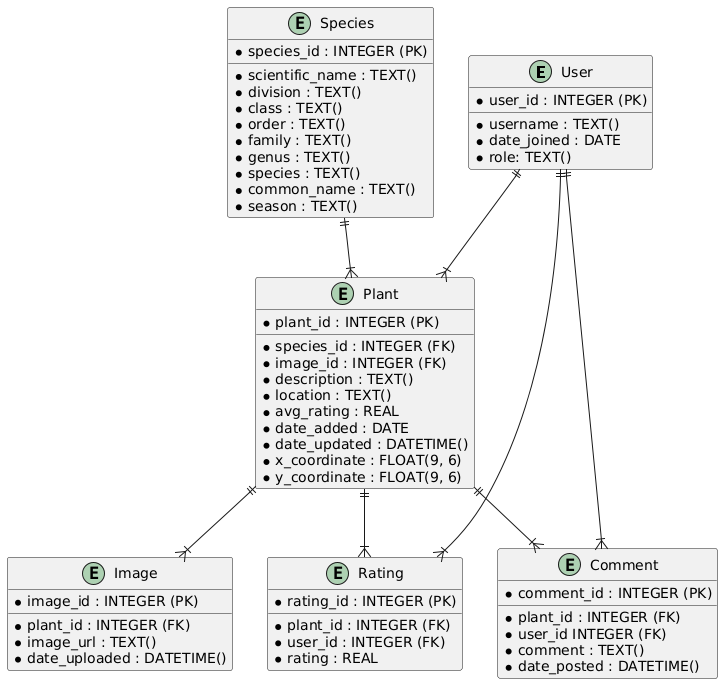 E Species
species_id : INTEGER (PK)
scientific_name : TEXT()
division : TEXT()
class : TEXT()
order : TEXT()
family : TEXT()
genus : TEXT()
species : TEXT()
common_name : TEXT()
season : TEXT()
E User
user_id : INTEGER (PK)
username : TEXT()
date_joined : DATE
role: TEXT()
E Plant
plant_id : INTEGER (PK)
species_id : INTEGER (FK)
image_id : INTEGER (FK)
description : TEXT()
location : TEXT()
avg_rating : REAL
date_added : DATE
date_updated : DATETIME()
x_coordinate : FLOAT(9, 6)
y_coordinate : FLOAT(9, 6)
E Image
image_id : INTEGER (PK)
plant_id : INTEGER (FK)
image_url : TEXT()
date_uploaded : DATETIME()
E Rating
rating_id : INTEGER (PK)
plant_id : INTEGER (FK)
user_id : INTEGER (FK)
rating : REAL
E Comment
comment_id : INTEGER (PK)
plant_id : INTEGER (FK)
user_id INTEGER (FK)
comment : TEXT()
date_posted : DATETIME()